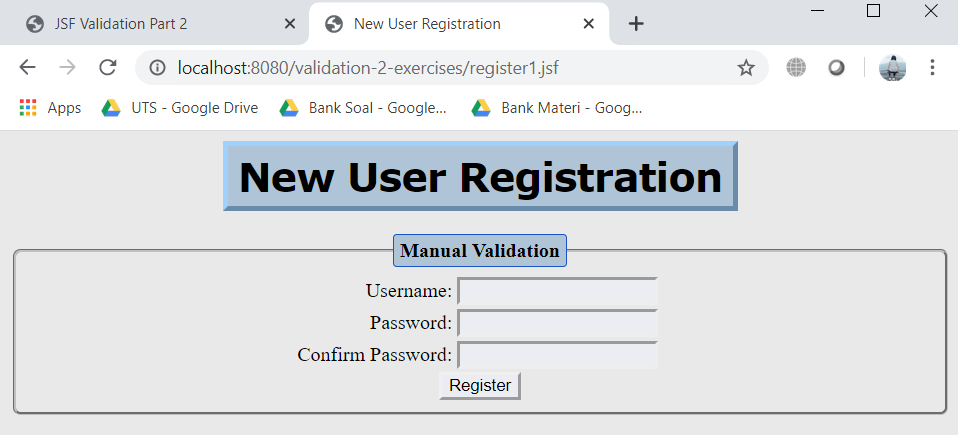 JSF Validation Part 2
New User Registration
localhost:8080/validation-2-exercises/register1.jsf
Apps UTS - Google Drive Bank Soal - Google... Bank Materi - Goog...
New User Registration
Manual Validation
Username:
Password:
Confirm Password:
Register